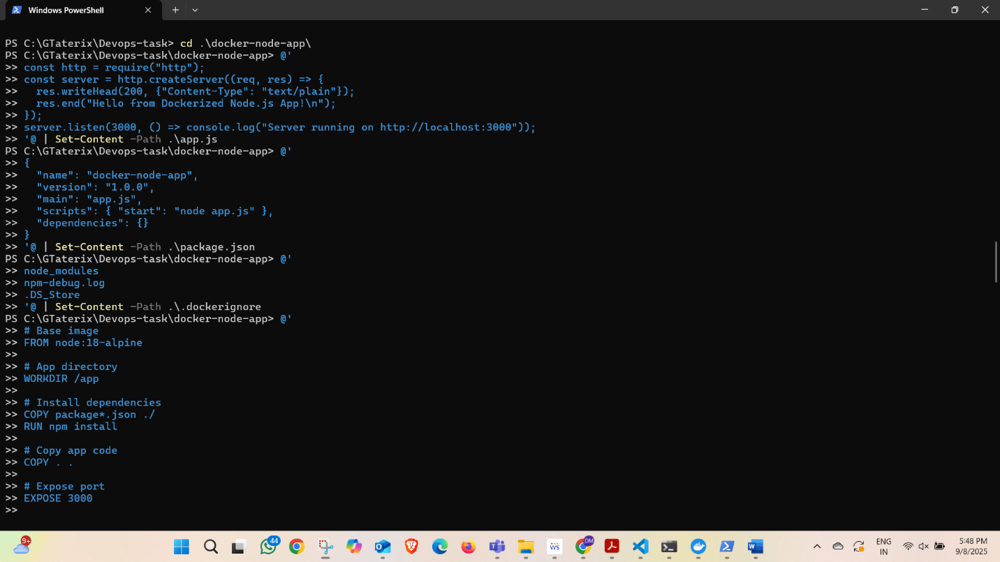 Windows PowerShell
PS C:\GTaterix\Devops-task> cd .\docker-node-app\
PS C:\GTaterix\Devops-task\docker-node-app> @'
>> const http = require("http");
>> const server = http.createServer((req, res) => {
>>   res.writeHead(200, {"Content-Type": "text/plain"});
>>   res.end("Hello from Dockerized Node.js App!\n");
>> });
>> server.listen(3000, () => console.log("Server running on http://localhost:3000"));
>> '@ | Set-Content -Path .\app.js
PS C:\GTaterix\Devops-task\docker-node-app> @'
>> {
>>   "name": "docker-node-app",
>>   "version": "1.0.0",
>>   "main": "app.js",
>>   "scripts": { "start": "node app.js" },
>>   "dependencies": {}
>> }
>> '@ | Set-Content -Path .\package.json
PS C:\GTaterix\Devops-task\docker-node-app> @'
>> node_modules
>> npm-debug.log
>> .DS_Store
>> '@ | Set-Content -Path .\.dockerignore
PS C:\GTaterix\Devops-task\docker-node-app> @'
>> # Base image
>> FROM node:18-alpine
>>
>> # App directory
>> WORKDIR /app
>>
>> # Install dependencies
>> COPY package*.json ./
>> RUN npm install
>>
>> # Copy app code
>> COPY . .
>>
>> # Expose port
>> EXPOSE 3000
>>
9+
44
WS
OM
ENG
IN
5:48 PM
9/8/2025